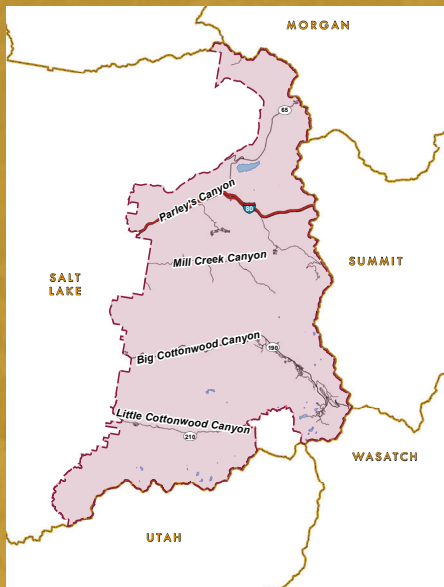 MORGAN
65
Parley's Canyon
80
Mill Creek Canyon
SALT
LAKE
SUMMIT
Big Cottonwood Canyon
190
Little Cottonwood Canyon
210
WASATCH
UTAH